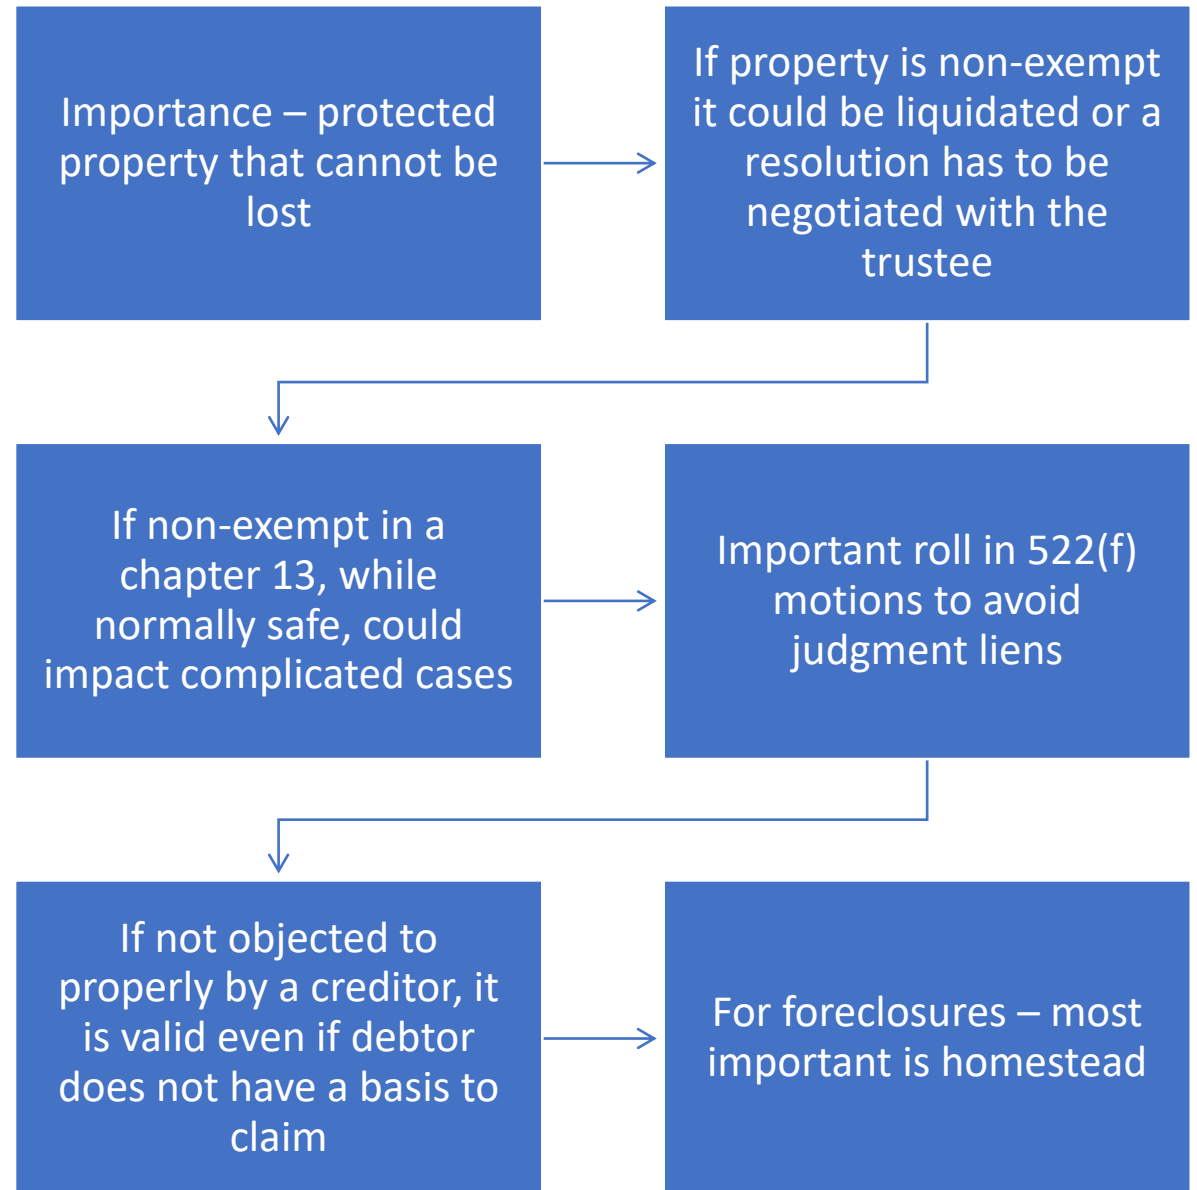 Importance – protected
property that cannot be
lost
If property is non-exempt
it could be liquidated or a
resolution has to be
negotiated with the
trustee
If non-exempt in a
chapter 13, while
normally safe, could
impact complicated cases
Important roll in 522(f)
motions to avoid
judgment liens
If not objected to
properly by a creditor, it
is valid even if debtor
does not have a basis to
claim
For foreclosures – most
important is homestead